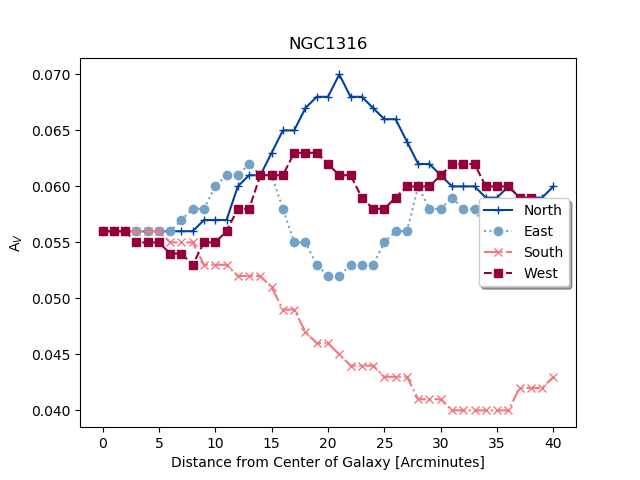 NGC1316
0.070
0.065
0.060
0.055
0.050
0.045
0.040
A_V
North
East
South
West
0 5 10 15 20 25 30 35 40
Distance from Center of Galaxy [Arcminutes]